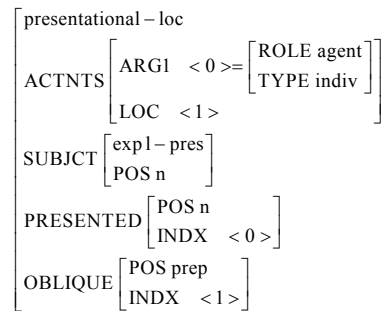 presentational – loc
ACTNTS [ARG1 < 0 >= [ROLE agent
TYPE indiv]
LOC < 1 >]
SUBJCT [expl – pres
POS n]
PRESENTED [POS n
INDX < 0 >]
OBLIQUE [POS prep
INDX < 1 >]